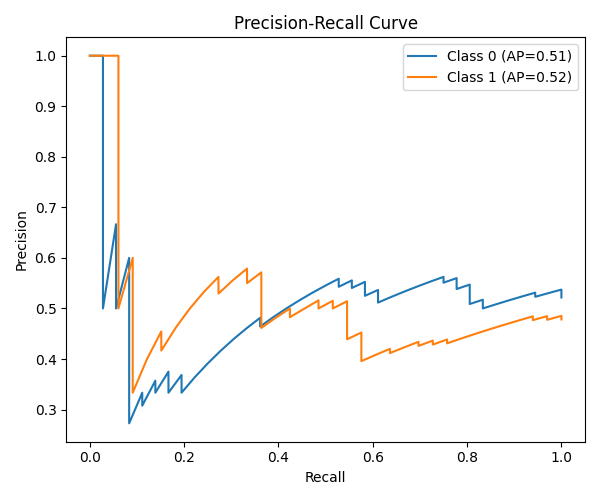 Precision-Recall Curve
Class 0 (AP=0.51)
Class 1 (AP=0.52)
Precision
1.0
0.9
0.8
0.7
0.6
0.5
0.4
0.3
0.0 0.2 0.4 0.6 0.8 1.0
Recall